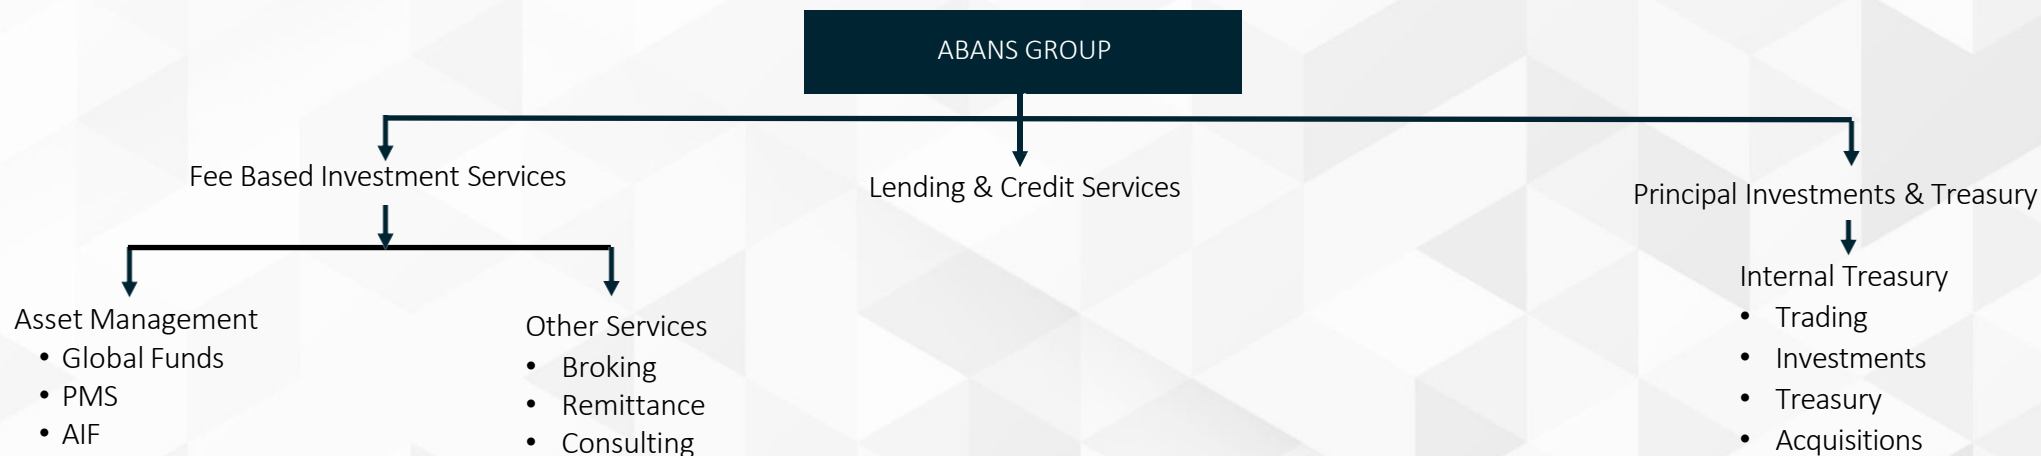 ABANS GROUP
Fee Based Investment Services
Lending & Credit Services
Principal Investments & Treasury
Asset Management
• Global Funds
• PMS
• AIF
Other Services
• Broking
• Remittance
• Consulting
Internal Treasury
• Trading
• Investments
• Treasury
• Acquisitions